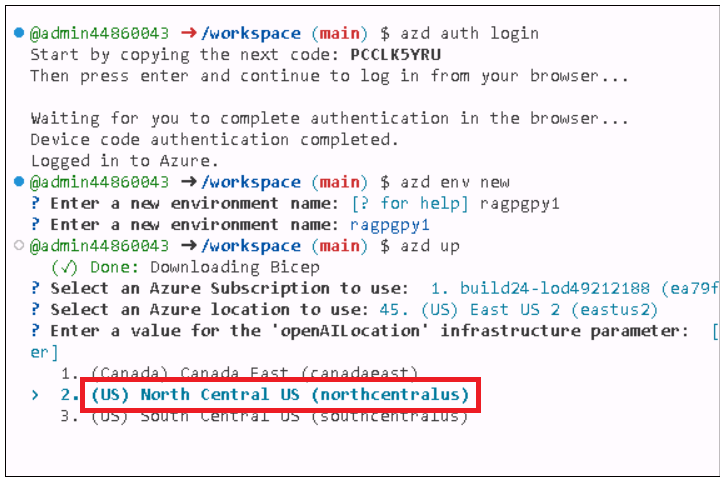 @admin44860043 ➜ /workspace (main) $ azd auth login
Start by copying the next code: PCCLK5YRU
Then press enter and continue to log in from your browser...
Waiting for you to complete authentication in the browser...
Device code authentication completed.
Logged in to Azure.
@admin44860043 ➜ /workspace (main) $ azd env new
? Enter a new environment name: [? for help] ragpgpy1
? Enter a new environment name: ragpgpy1
@admin44860043 ➜ /workspace (main) $ azd up
(✓) Done: Downloading Bicep
? Select an Azure Subscription to use: 1. build24-lod49212188 (ea79f
? Select an Azure location to use: 45. (US) East US 2 (eastus2)
? Enter a value for the 'openAILocation' infrastructure parameter: [
er]
1. (Canada) Canada East (canadaeast)
> 2. (US) North Central US (northcentralus)
3. (US) South Central US (southcentralus)